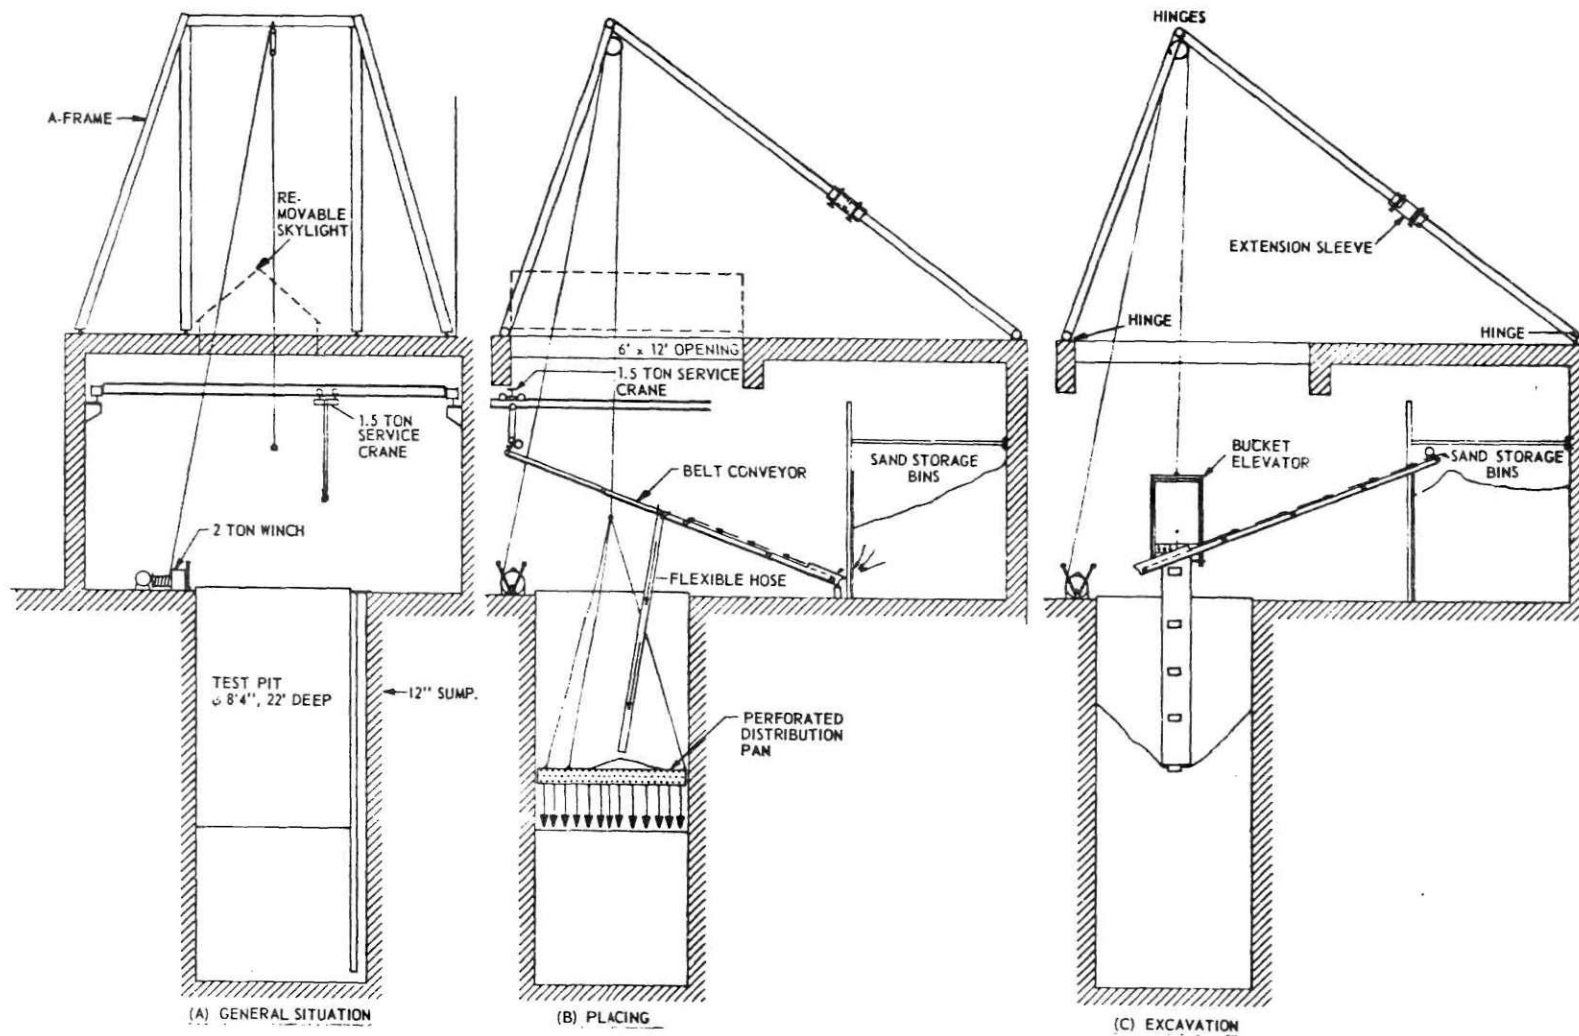 A-FRAME
RE-
MOVABLE
SKYLIGHT
1.5 TON
SERVICE
CRANE
2 TON WINCH
TEST PIT
⌀ 8'4'', 22' DEEP
12'' SUMP.
(A) GENERAL SITUATION
6' x 12' OPENING
1.5 TON SERVICE
CRANE
BELT CONVEYOR
SAND STORAGE
BINS
FLEXIBLE HOSE
PERFORATED
DISTRIBUTION
PAN
(B) PLACING
HINGES
EXTENSION SLEEVE
HINGE
HINGE
BUCKET
ELEVATOR
SAND STORAGE
BINS
(C) EXCAVATION